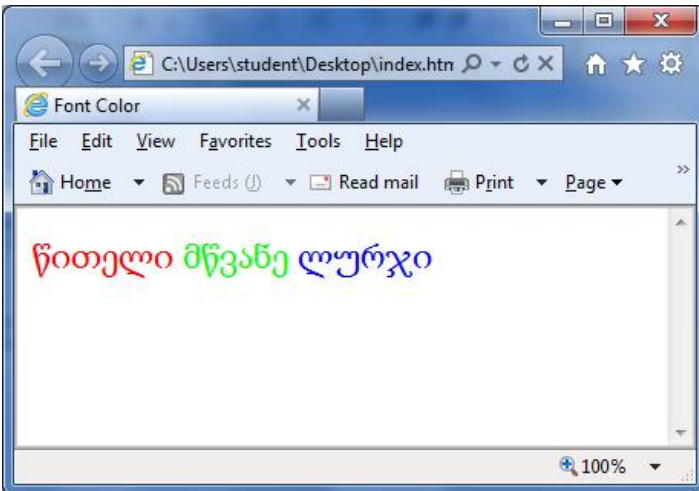 C:\Users\student\Desktop\index.htn
Font Color
File Edit View Favorites Tools Help
Home Feeds (J) Read mail Print Page
წითელი მწვანე ლურჯი
100%